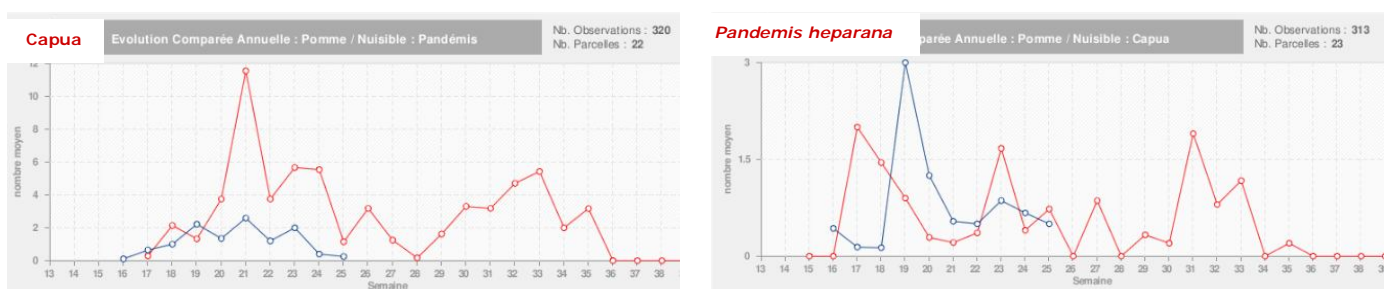 Capua
Evolution Comparée Annuelle : Pomme / Nuisible : Pandémis
Nb. Observations : 320
Nb. Parcelles : 22
nombre moyen
12
10
8
6
4
2
0
13 14 15 16 17 18 19 20 21 22 23 24 25 26 27 28 29 30 31 32 33 34 35 36 37 38
Semaine
Pandemis heparana
parée Annuelle : Pomme / Nuisible : Capua
Nb. Observations : 313
Nb. Parcelles : 23
nombre moyen
3
1.5
0
13 14 15 16 17 18 19 20 21 22 23 24 25 26 27 28 29 30 31 32 33 34 35 36 37 38
Semaine